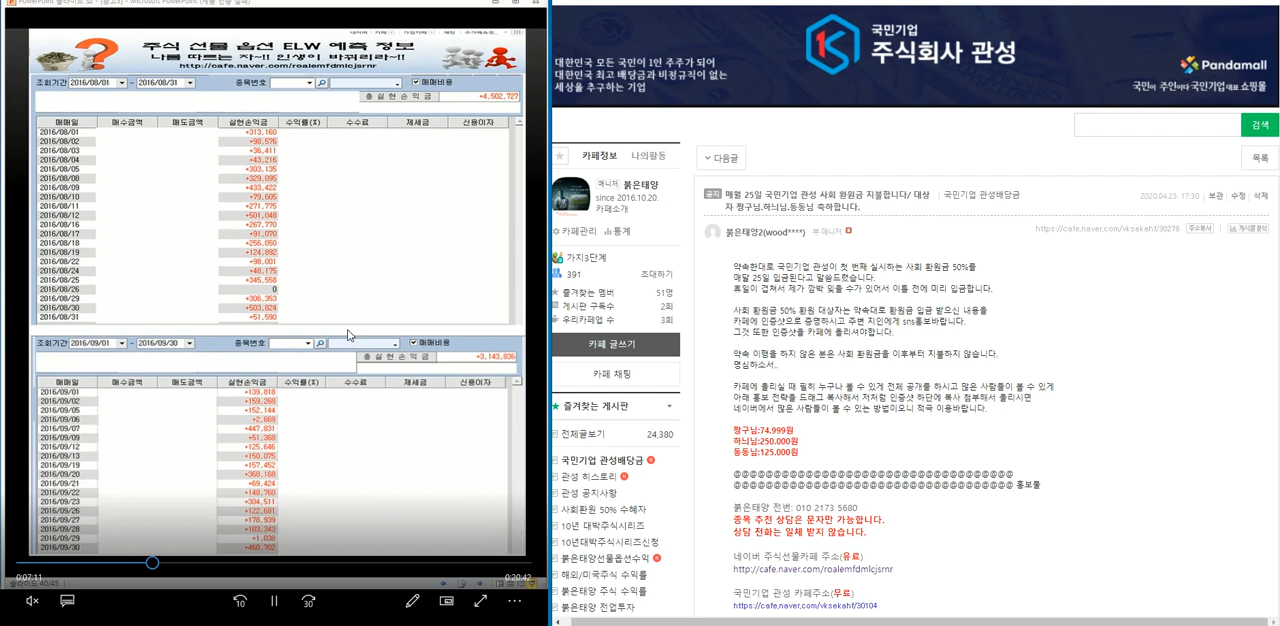 PowerPoint 슬라이드 쇼
주식 선물 옵션 ELW 예측 정보
나를 따르는 자~!! 인생이 바뀌리라~!!
http://cafe.naver.com/roalemfdmlcjsrnr
조회기간 2016/08/01 - 2016/08/31 종목번호 매매비용
총 실 현 손 익 금 +4,502,727
매매일 매수금액 매도금액 실현손익금 수익률(%) 수수료 제세금 신용이자
2016/08/01 +313,160
2016/08/02 +98,576
2016/08/03 +36,411
2016/08/04 +43,216
2016/08/05 +303,135
2016/08/08 +329,095
2016/08/09 +433,422
2016/08/10 +79,605
2016/08/11 +271,775
2016/08/12 +501,048
2016/08/16 +267,770
2016/08/17 +91,070
2016/08/18 +256,050
2016/08/19 +124,892
2016/08/22 +98,001
2016/08/24 +48,175
2016/08/25 +345,558
2016/08/26 0
2016/08/29 +306,353
2016/08/30 +503,824
2016/08/31 +51,590
조회기간 2016/09/01 - 2016/09/30 종목번호 매매비용
총 실 현 손 익 금 +3,143,836
매매일 매수금액 매도금액 실현손익금 수익률(%) 수수료 제세금 신용이자
2016/09/01 +139,818
2016/09/02 +159,268
2016/09/05 +152,144
2016/09/06 +2,669
2016/09/07 +447,831
2016/09/09 +51,368
2016/09/12 +125,646
2016/09/13 +150,075
2016/09/19 +157,452
2016/09/20 +368,168
2016/09/21 +69,424
2016/09/22 +148,760
2016/09/23 +304,511
2016/09/26 +122,681
2016/09/27 +178,939
2016/09/28 +103,343
2016/09/29 +1,038
2016/09/30 +460,702
0:07:11 0:20:42
슬라이드 40/45
10 30
대한민국 모든 국민이 1인 주주가 되어
대한민국 최고 배당금과 비정규직이 없는
세상을 추구하는 기업
국민기업
주식회사 관성
Pandamall
국민이 주인이다 국민기업 대표 쇼핑몰
검색
카페정보 나의활동
매니저 붉은태양
since 2016.10.20.
카페소개
카페관리 통계
가지3단계
391 초대하기
즐겨찾는 멤버 51명
게시판 구독수 2회
우리카페앱 수 3회
카페 글쓰기
카페 채팅
즐겨찾는 게시판
전체글보기 24,380
국민기업 관성배당금
관성 히스토리
관성 공지사항
사회환원 50% 수혜자
10년 대박주식시리즈
10년대박주식시리즈신청
붉은태양선물옵션수익
해외/미국주식 수익률
붉은태양 주식 수익률
붉은태양 전업투자
다음글 목록
공지 매월 25일 국민기업 관성 사회 환원금 지불합니다/ 대상
자 짱구님,하늬님,동동님 축하합니다.
국민기업 관성배당금
2020.04.23. 17:30 보관 수정 삭제
붉은태양2(wood****) 부매니저
https://cafe.naver.com/vksekahf/30278 주소복사 게시글 분석
약속한대로 국민기업 관성이 첫 번째 실시하는 사회 환원금 50%를
매달 25일 입금된다고 말씀드렸습니다.
휴일이 겹쳐서 제가 깜박 잊을 수가 있어서 이틀 전에 미리 입금합니다.
사회 환원금 50% 환원 대상자는 약속대로 환원금 입금 받으신 내용을
카페에 인증샷으로 증명하시고 주변 지인에게 sns홍보바랍니다.
그것 또한 인증샷을 카페에 올리셔야합니다.
약속 이행을 하지 않은 분은 사회 환원금을 이후부터 지불하지 않습니다.
명심하소서..
카페에 올리실 때 필히 누구나 볼 수 있게 전체 공개를 하시고 많은 사람들이 볼 수 있게
아래 홍보 전략을 드래그 복사해서 저처럼 인증샷 하단에 복사 첨부해서 올리시면
네이버에서 많은 사람들이 볼 수 있는 방법이오니 적극 이용바랍니다.
짱구님:74.999원
하늬님:250.000원
동동님:125.000원
@@@@@@@@@@@@@@@@@@@@@@@@@@@@@@@@@
@@@@@@@@@@@@@@@@@@@@@@@@@@@@@@@@@ 홍보물
붉은태양 전번: 010 2173 5680
종목 추천 상담은 문자만 가능합니다.
상담 전화는 일체 받지 않습니다.
네이버 주식선물카페 주소(유료)
http://cafe.naver.com/roalemfdmlcjsrnr
국민기업 관성 카페주소(무료)
https://cafe.naver.com/vksekahf/30104